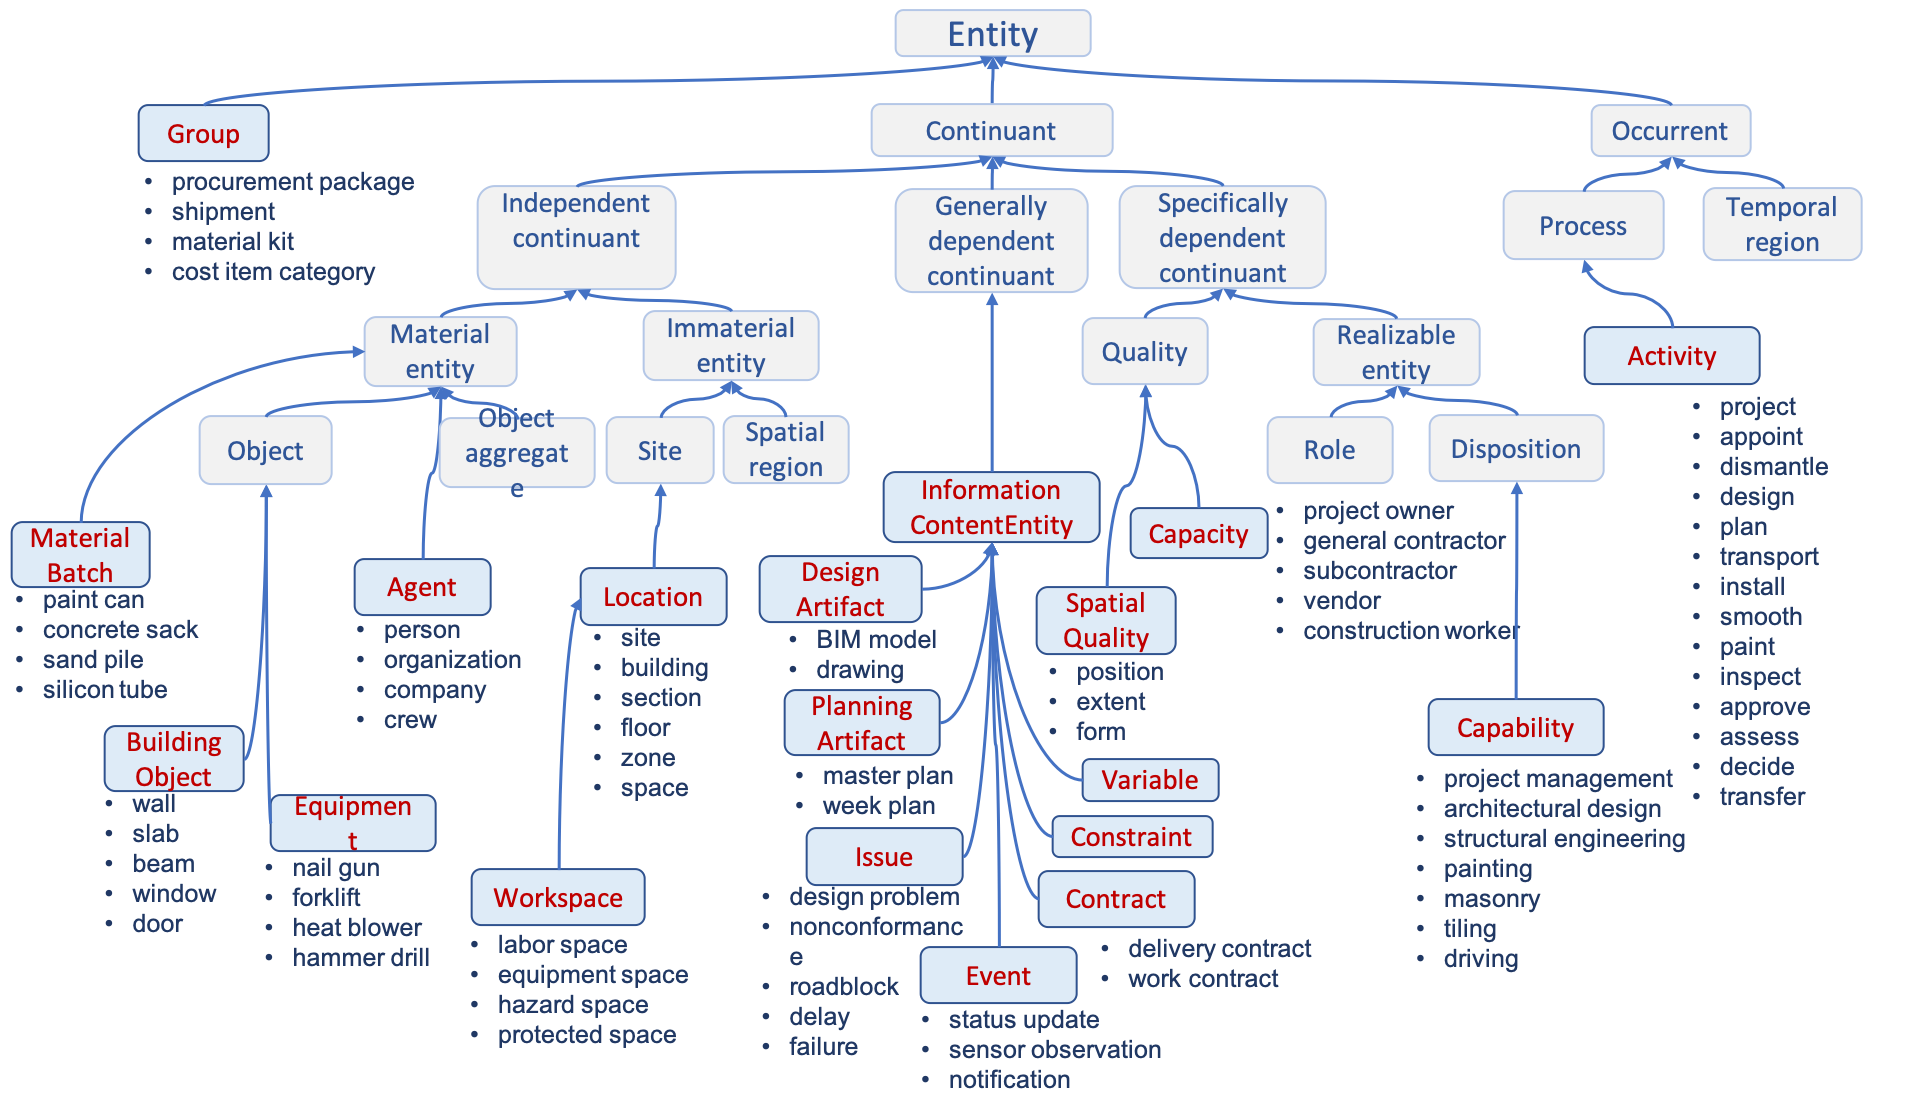 Entity
Group
Continuant
Occurrent
• procurement package
• shipment
• material kit
• cost item category
Independent
continuant
Generally
dependent
continuant
Specifically
dependent
continuant
Process
Temporal
region
Material
entity
Immaterial
entity
Quality
Realizable
entity
Activity
• project
• appoint
• dismantle
• design
• plan
• transport
• install
• smooth
• paint
• inspect
• approve
• assess
• decide
• transfer
Object
Object
aggregat
e
Site
Spatial
region
Role
Disposition
• project owner
• general contractor
• subcontractor
• vendor
• construction worker
Material
Batch
• paint can
• concrete sack
• sand pile
• silicon tube
Agent
• person
• organization
• company
• crew
Location
• site
• building
• section
• floor
• zone
• space
Information
ContentEntity
Capacity
Design
Artifact
• BIM model
• drawing
Spatial
Quality
• position
• extent
• form
Planning
Artifact
• master plan
• week plan
Building
Object
• wall
• slab
• beam
• window
• door
Equipmen
t
• nail gun
• forklift
• heat blower
• hammer drill
Workspace
• labor space
• equipment space
• hazard space
• protected space
Issue
• design problem
• nonconformanc
e
• roadblock
• delay
• failure
Variable
Constraint
Contract
• delivery contract
• work contract
Event
• status update
• sensor observation
• notification
Capability
• project management
• architectural design
• structural engineering
• painting
• masonry
• tiling
• driving